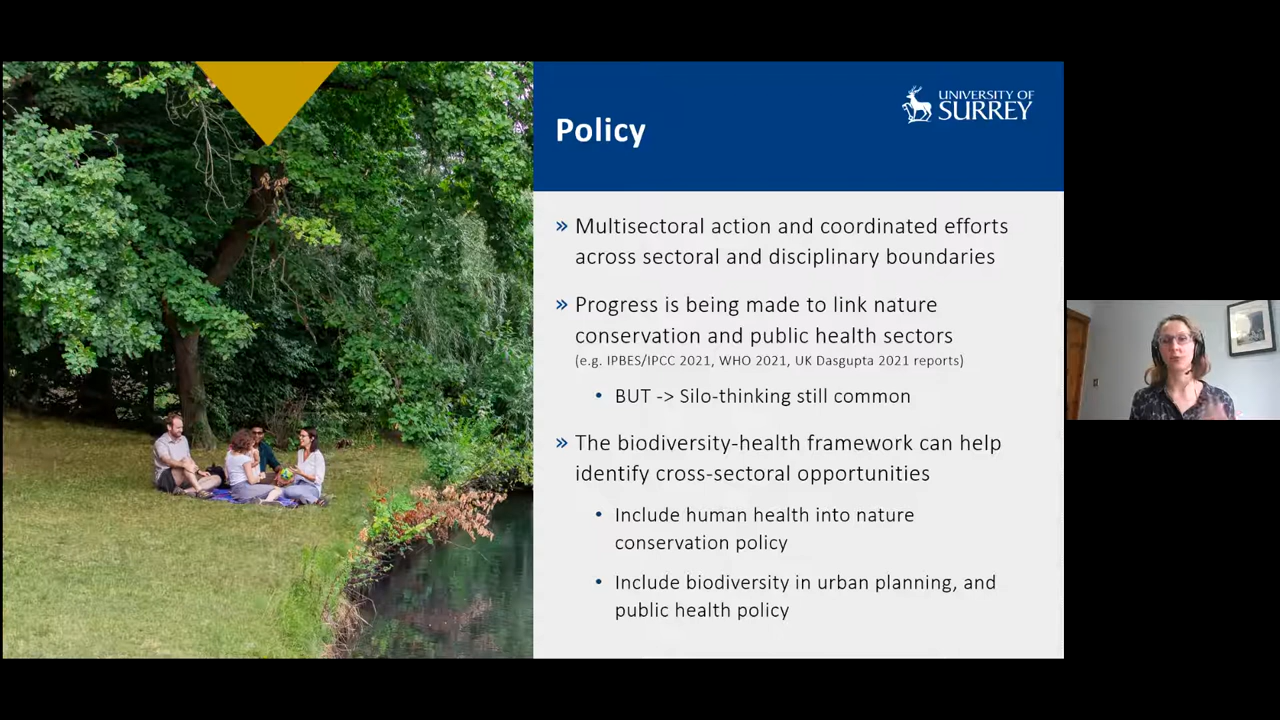 UNIVERSITY OF
SURREY
Policy
» Multisectoral action and coordinated efforts
across sectoral and disciplinary boundaries
» Progress is being made to link nature
conservation and public health sectors
(e.g. IPBES/IPCC 2021, WHO 2021, UK Dasgupta 2021 reports)
• BUT -> Silo-thinking still common
» The biodiversity-health framework can help
identify cross-sectoral opportunities
• Include human health into nature
conservation policy
• Include biodiversity in urban planning, and
public health policy